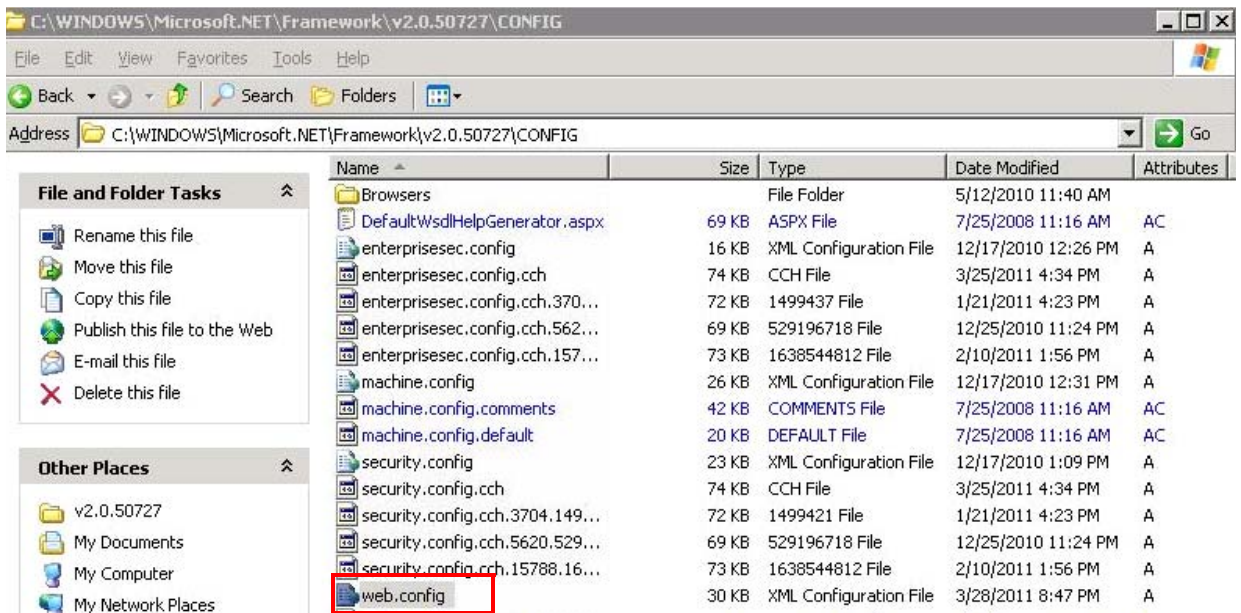 C:\WINDOWS\Microsoft.NET\Framework\v2.0.50727\CONFIG
File Edit View Favorites Tools Help
Back Search Folders
Address C:\WINDOWS\Microsoft.NET\Framework\v2.0.50727\CONFIG Go
File and Folder Tasks
Rename this file
Move this file
Copy this file
Publish this file to the Web
E-mail this file
Delete this file
Other Places
v2.0.50727
My Documents
My Computer
My Network Places
Name Size Type Date Modified Attributes
Browsers File Folder 5/12/2010 11:40 AM
DefaultWsdlHelpGenerator.aspx 69 KB ASPX File 7/25/2008 11:16 AM AC
enterprisesec.config 16 KB XML Configuration File 12/17/2010 12:26 PM A
enterprisesec.config.cch 74 KB CCH File 3/25/2011 4:34 PM A
enterprisesec.config.cch.370... 72 KB 1499437 File 1/21/2011 4:23 PM A
enterprisesec.config.cch.562... 69 KB 529196718 File 12/25/2010 11:24 PM A
enterprisesec.config.cch.157... 73 KB 1638544812 File 2/10/2011 1:56 PM A
machine.config 26 KB XML Configuration File 12/17/2010 12:31 PM A
machine.config.comments 42 KB COMMENTS File 7/25/2008 11:16 AM AC
machine.config.default 20 KB DEFAULT File 7/25/2008 11:16 AM AC
security.config 23 KB XML Configuration File 12/17/2010 1:09 PM A
security.config.cch 74 KB CCH File 3/25/2011 4:34 PM A
security.config.cch.3704.149... 72 KB 1499421 File 1/21/2011 4:23 PM A
security.config.cch.5620.529... 69 KB 529196718 File 12/25/2010 11:24 PM A
security.config.cch.15788.16... 73 KB 1638544812 File 2/10/2011 1:56 PM A
web.config 30 KB XML Configuration File 3/28/2011 8:47 PM A